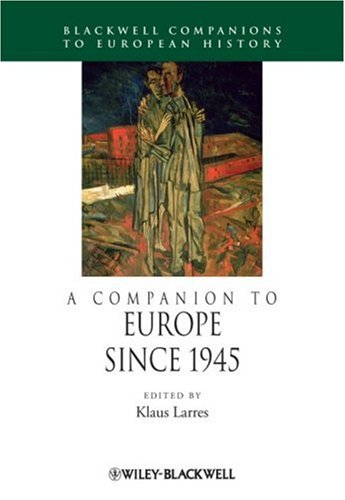 BLACKWELL COMPANIONS
TO EUROPEAN HISTORY
A COMPANION TO
EUROPE
SINCE 1945
EDITED BY
Klaus Larres
WILEY-BLACKWELL